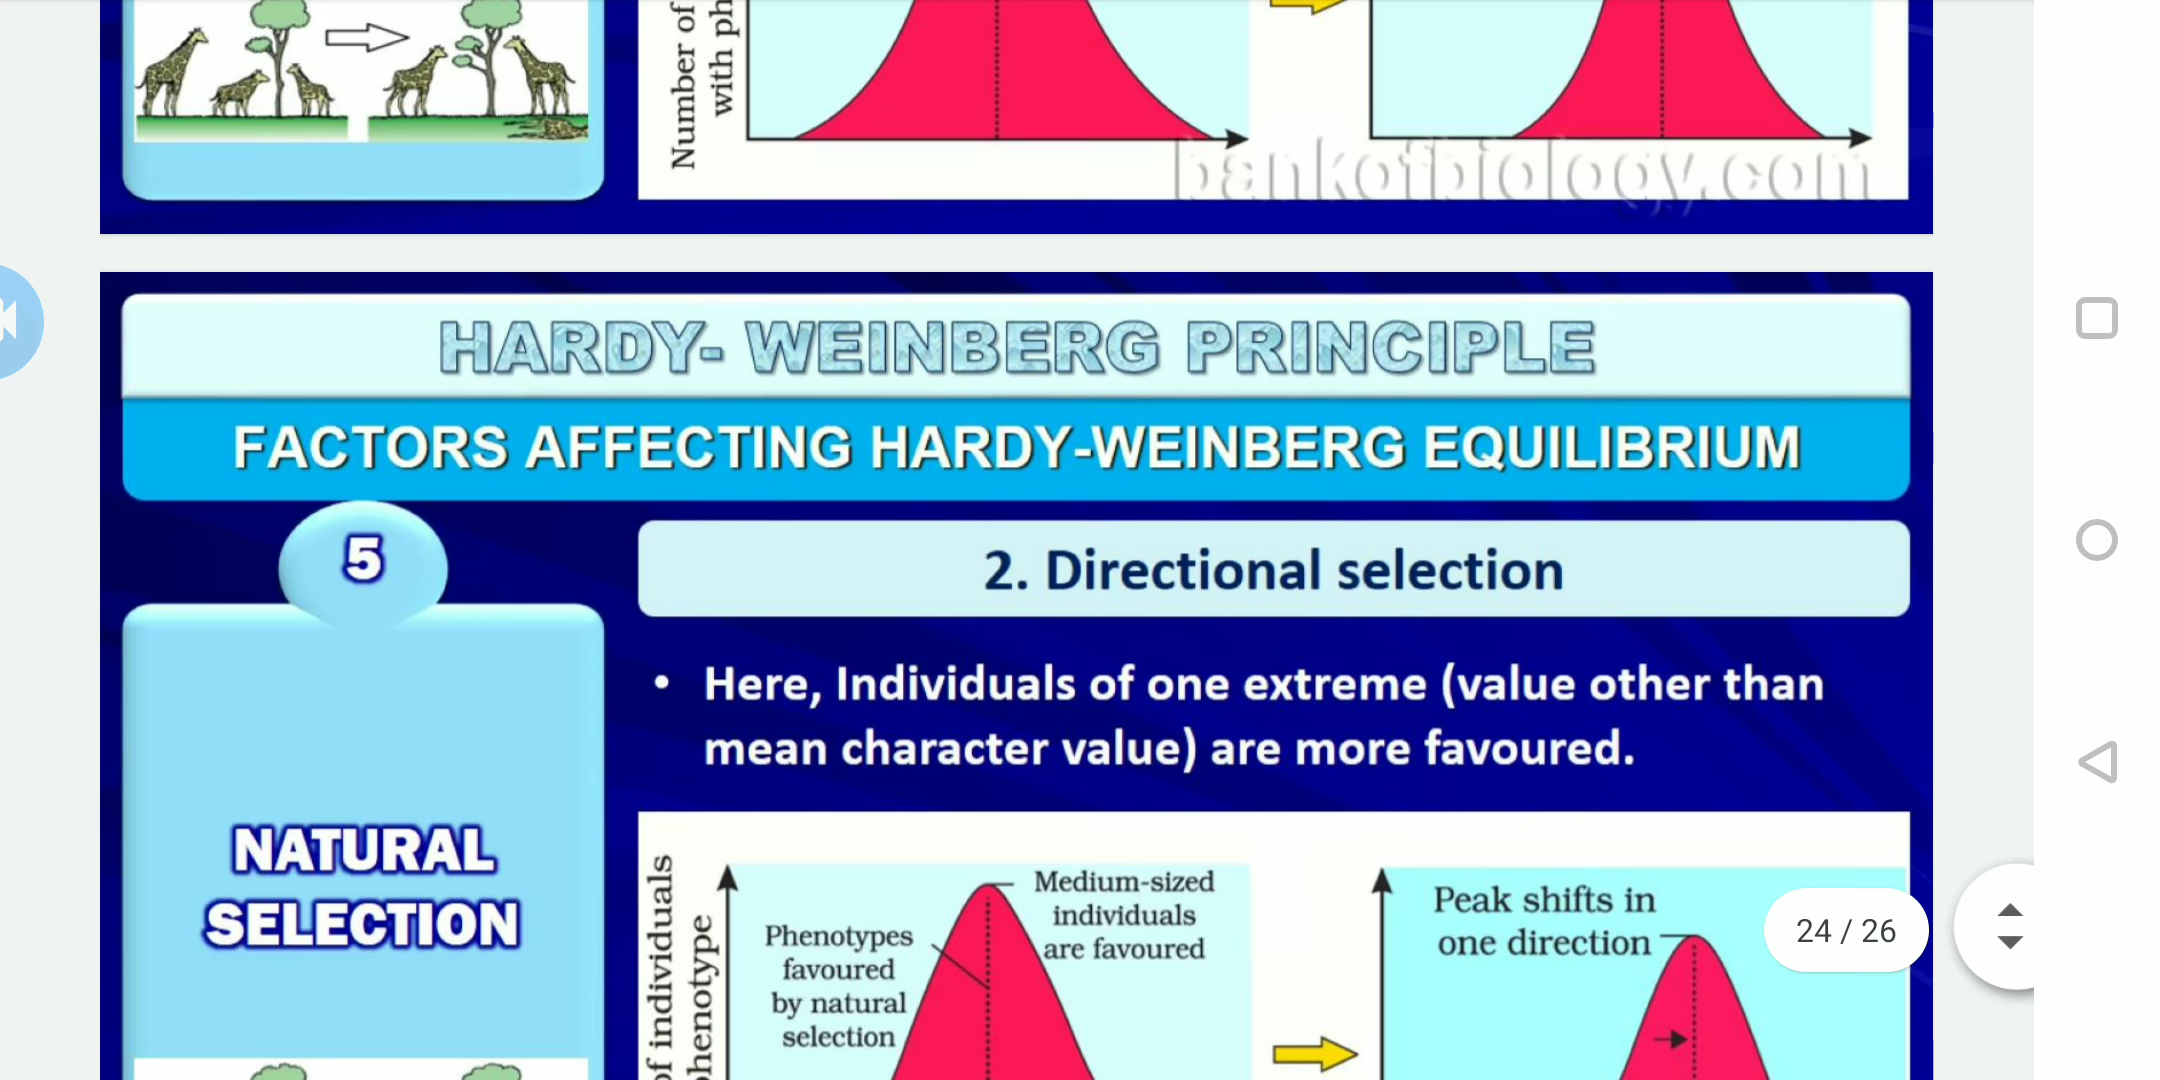 Number of
with ph
bankofbiology.com
HARDY- WEINBERG PRINCIPLE
FACTORS AFFECTING HARDY-WEINBERG EQUILIBRIUM
5
NATURAL
SELECTION
2. Directional selection
• Here, Individuals of one extreme (value other than
mean character value) are more favoured.
of individuals
phenotype
Phenotypes
favoured
by natural
selection
Medium-sized
individuals
are favoured
Peak shifts in
one direction
24 / 26